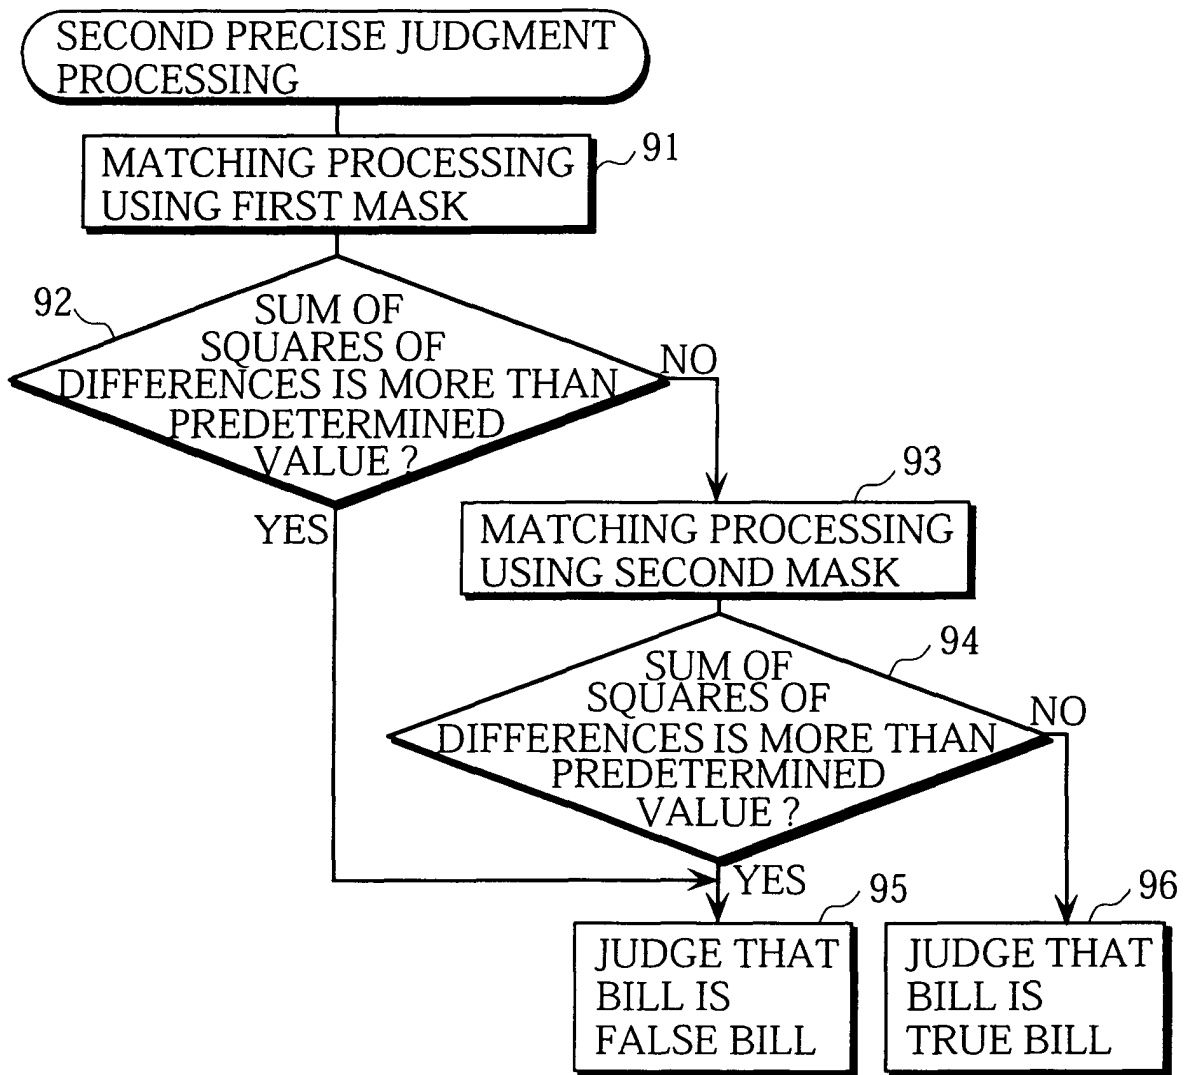 SECOND PRECISE JUDGMENT
PROCESSING
MATCHING PROCESSING
USING FIRST MASK
91
92
SUM OF
SQUARES OF
DIFFERENCES IS MORE THAN
PREDETERMINED
VALUE ?
NO
YES
93
MATCHING PROCESSING
USING SECOND MASK
94
SUM OF
SQUARES OF
DIFFERENCES IS MORE THAN
PREDETERMINED
VALUE ?
NO
YES
95
JUDGE THAT
BILL IS
FALSE BILL
96
JUDGE THAT
BILL IS
TRUE BILL